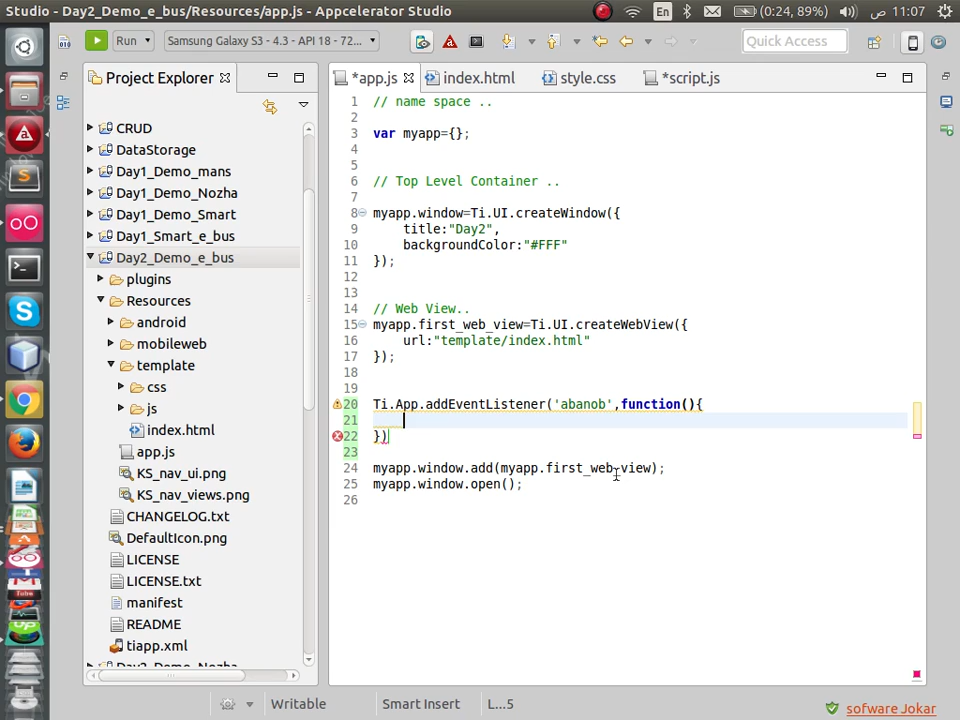 Studio - Day2_Demo_e_bus/Resources/app.js - Appcelerator Studio
En
(0:24, 89%)
ص 11:07
Run
Samsung Galaxy S3 - 4.3 - API 18 - 72...
Quick Access
Project Explorer
*app.js
index.html
style.css
*script.js
CRUD
DataStorage
Day1_Demo_mans
Day1_Demo_Nozha
Day1_Demo_Smart
Day1_Smart_e_bus
Day2_Demo_e_bus
plugins
Resources
android
mobileweb
template
css
js
index.html
app.js
KS_nav_ui.png
KS_nav_views.png
CHANGELOG.txt
DefaultIcon.png
LICENSE
LICENSE.txt
manifest
README
tiapp.xml
Day2_Demo_Nozha
1 // name space ..
2
3 var myapp={};
4
5
6 // Top Level Container ..
7
8 myapp.window=Ti.UI.createWindow({
9 title:"Day2",
10 backgroundColor:"#FFF"
11 });
12
13
14 // Web View..
15 myapp.first_web_view=Ti.UI.createWebView({
16 url:"template/index.html"
17 });
18
19
20 Ti.App.addEventListener('abanob',function(){
21
22 })
23
24 myapp.window.add(myapp.first_web_view);
25 myapp.window.open();
26
Writable
Smart Insert
L...5
sofware Jokar